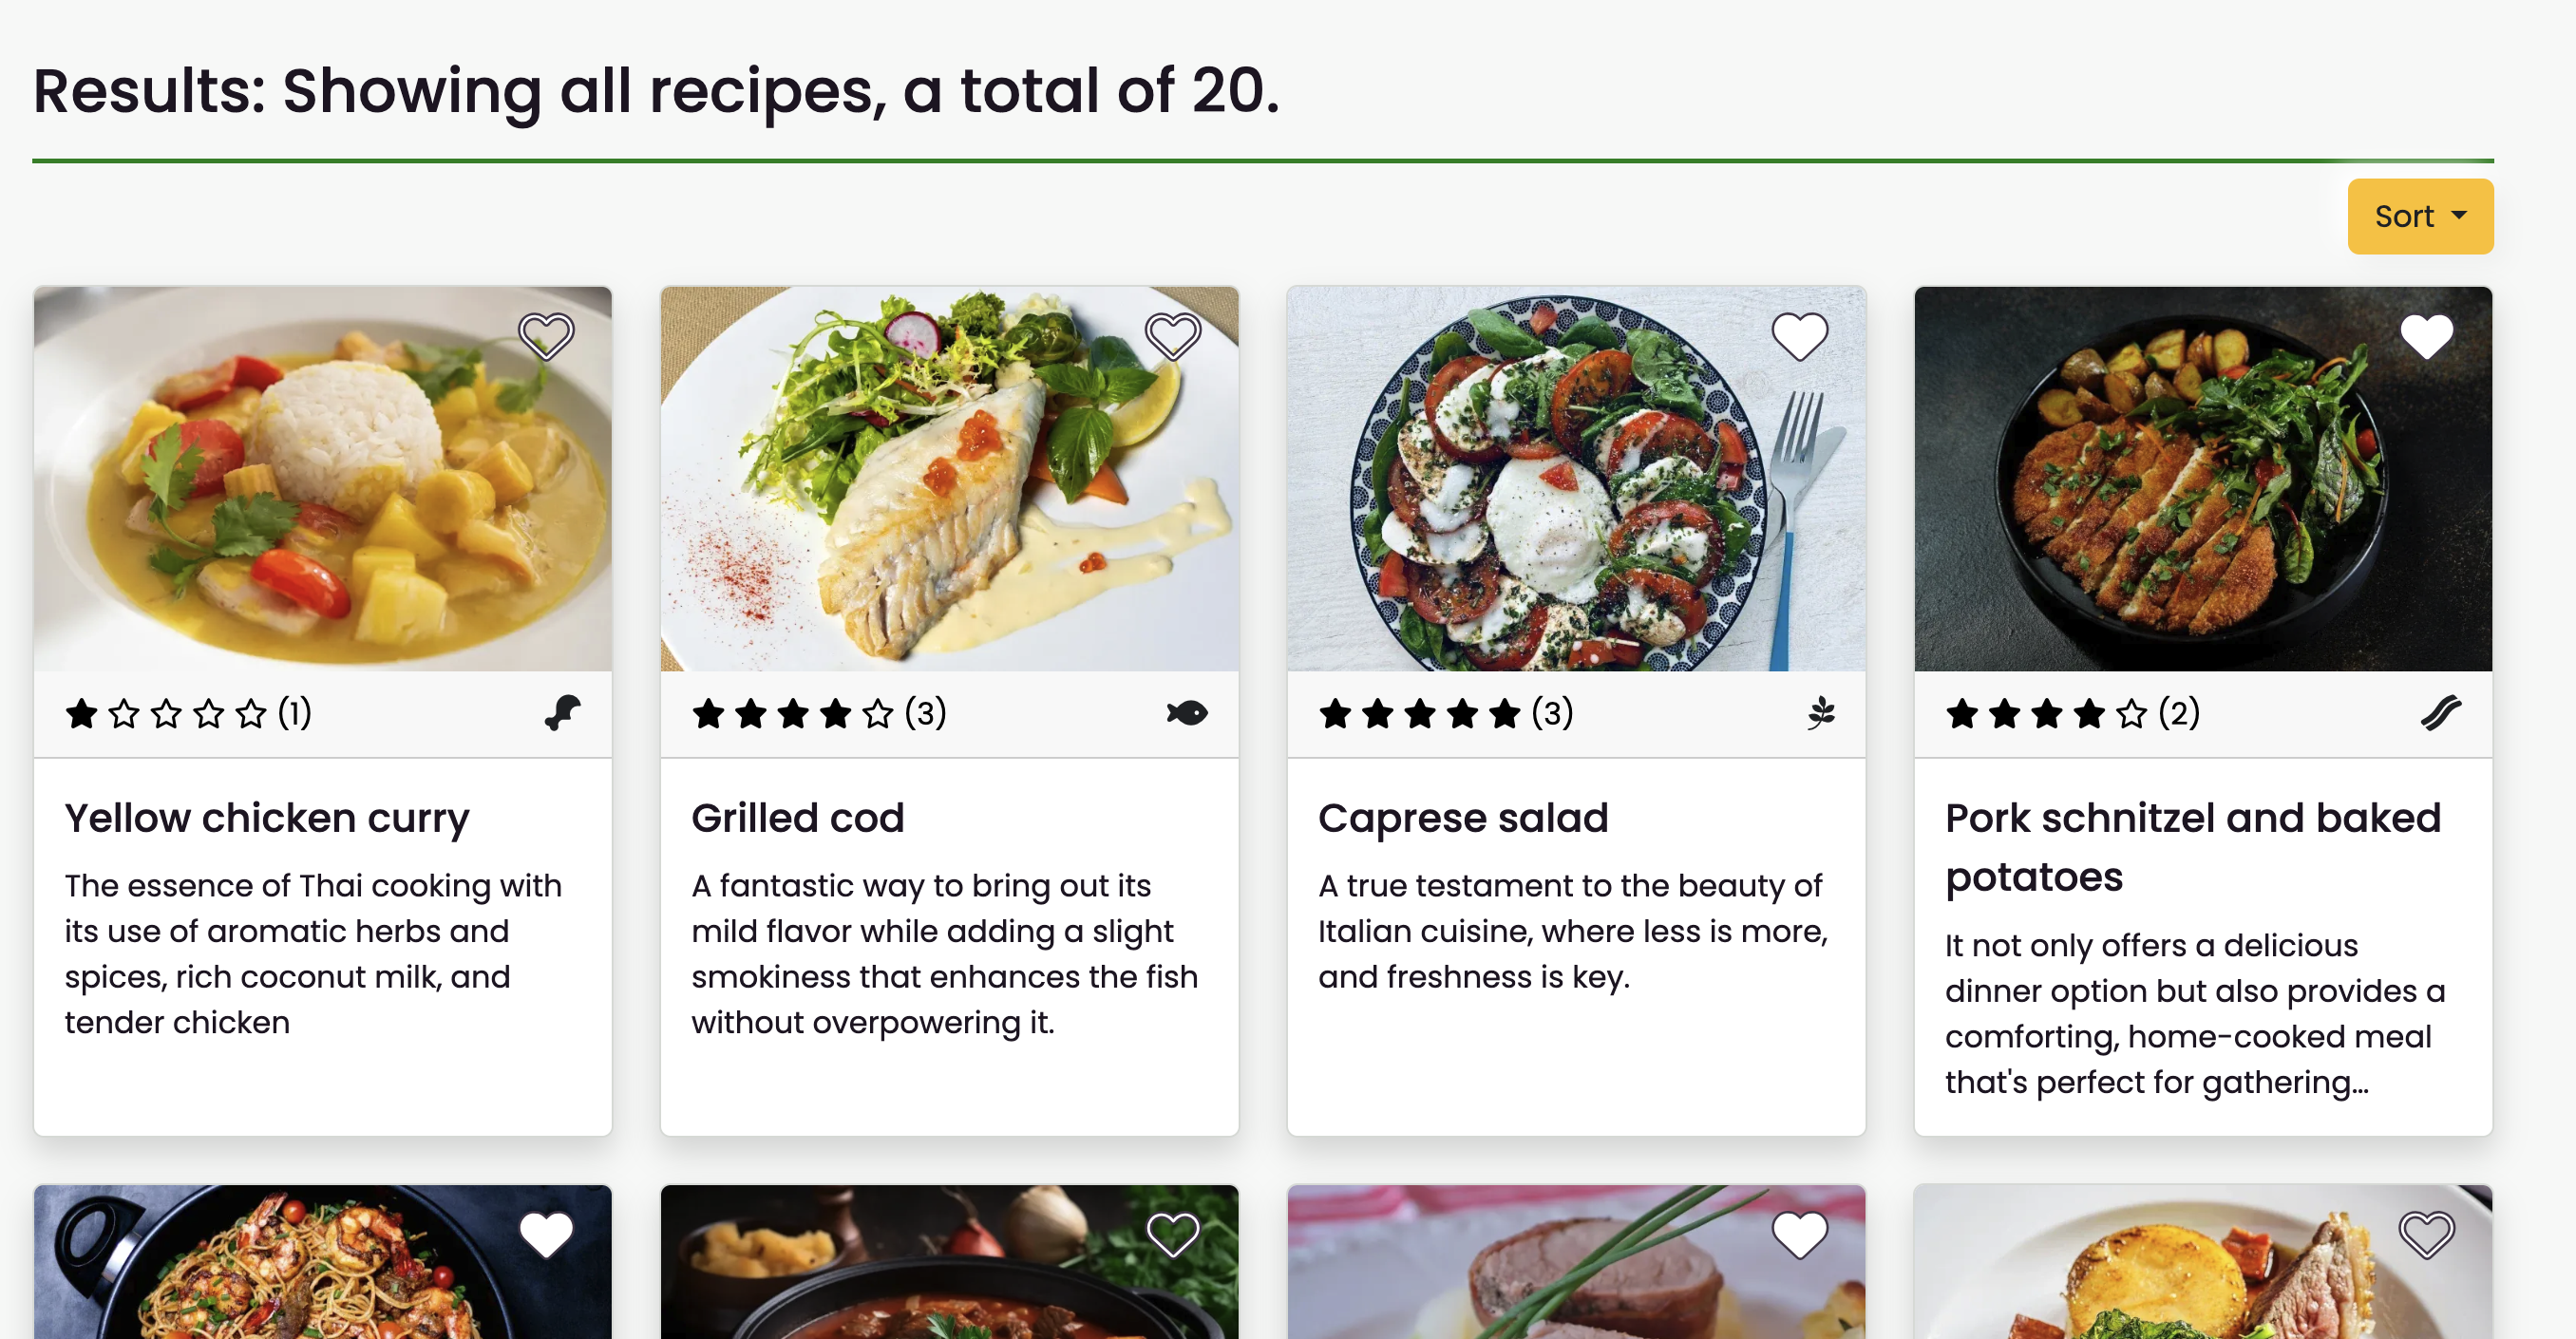 Results: Showing all recipes, a total of 20.
Sort
(1)
(3)
(3)
(2)
Yellow chicken curry
The essence of Thai cooking with
its use of aromatic herbs and
spices, rich coconut milk, and
tender chicken
Grilled cod
A fantastic way to bring out its
mild flavor while adding a slight
smokiness that enhances the fish
without overpowering it.
Caprese salad
A true testament to the beauty of
Italian cuisine, where less is more,
and freshness is key.
Pork schnitzel and baked
potatoes
It not only offers a delicious
dinner option but also provides a
comforting, home-cooked meal
that's perfect for gathering...